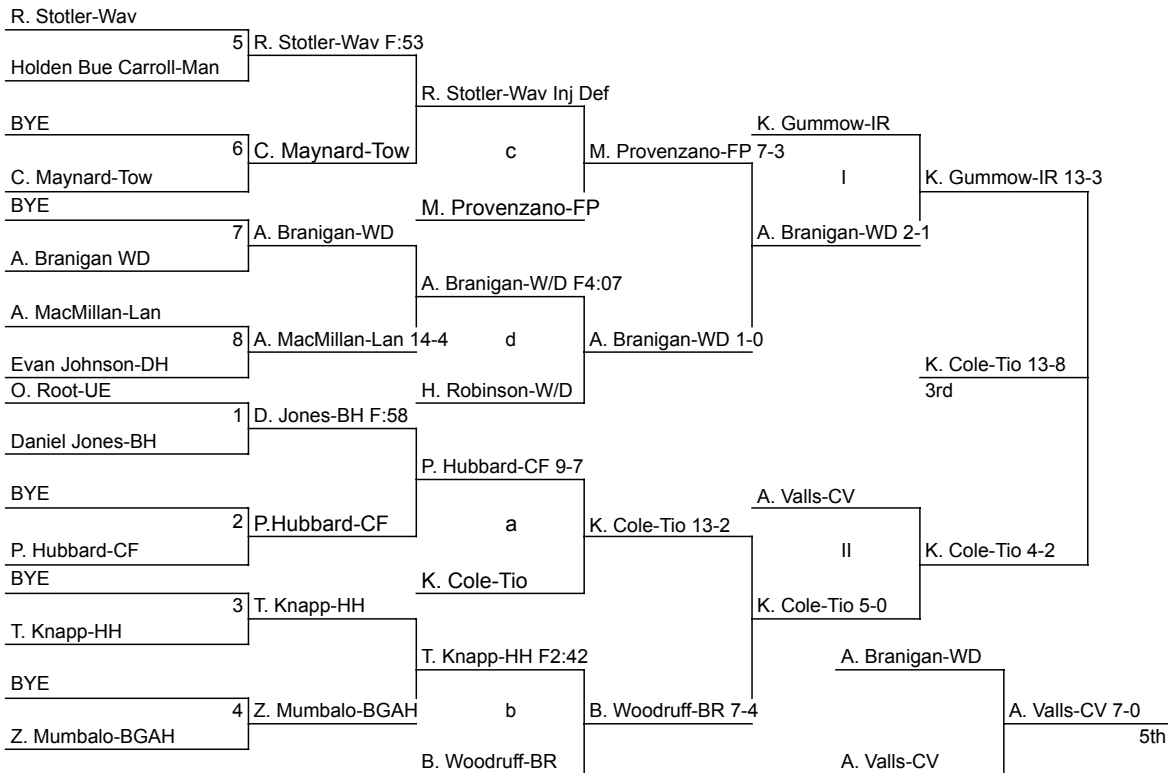 R. Stotler-Wav
5 R. Stotler-Wav F:53
Holden Bue Carroll-Man
R. Stotler-Wav Inj Def
BYE
K. Gummow-IR
6 C. Maynard-Tow
c
M. Provenzano-FP 7-3
C. Maynard-Tow
I
K. Gummow-IR 13-3
BYE
M. Provenzano-FP
7 A. Branigan-WD
A. Branigan-WD 2-1
A. Branigan WD
A. Branigan-W/D F4:07
A. MacMillan-Lan
8 A. MacMillan-Lan 14-4
d
A. Branigan-WD 1-0
Evan Johnson-DH
K. Cole-Tio 13-8
O. Root-UE
H. Robinson-W/D
3rd
1 D. Jones-BH F:58
Daniel Jones-BH
P. Hubbard-CF 9-7
BYE
A. Valls-CV
2 P.Hubbard-CF
a
K. Cole-Tio 13-2
P. Hubbard-CF
II
K. Cole-Tio 4-2
BYE
K. Cole-Tio
3 T. Knapp-HH
K. Cole-Tio 5-0
T. Knapp-HH
T. Knapp-HH F2:42
A. Branigan-WD
BYE
4 Z. Mumbalo-BGAH
b
B. Woodruff-BR 7-4
A. Valls-CV 7-0
Z. Mumbalo-BGAH
5th
B. Woodruff-BR
A. Valls-CV